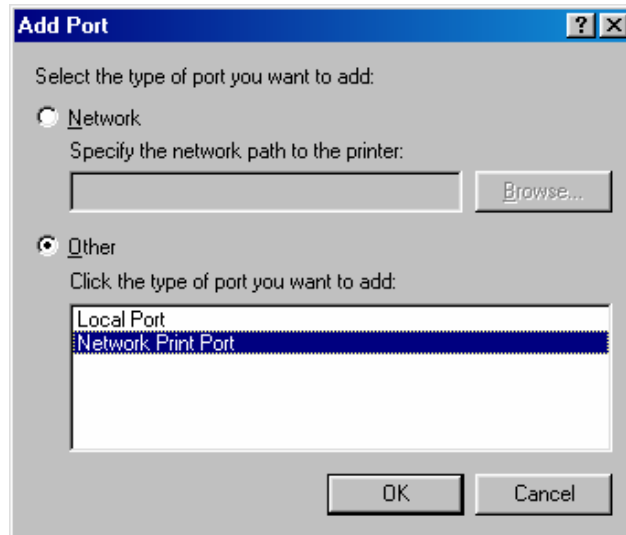 Add Port
Select the type of port you want to add:
Network
Specify the network path to the printer:
Browse...
Other
Click the type of port you want to add:
Local Port
Network Print Port
OK Cancel